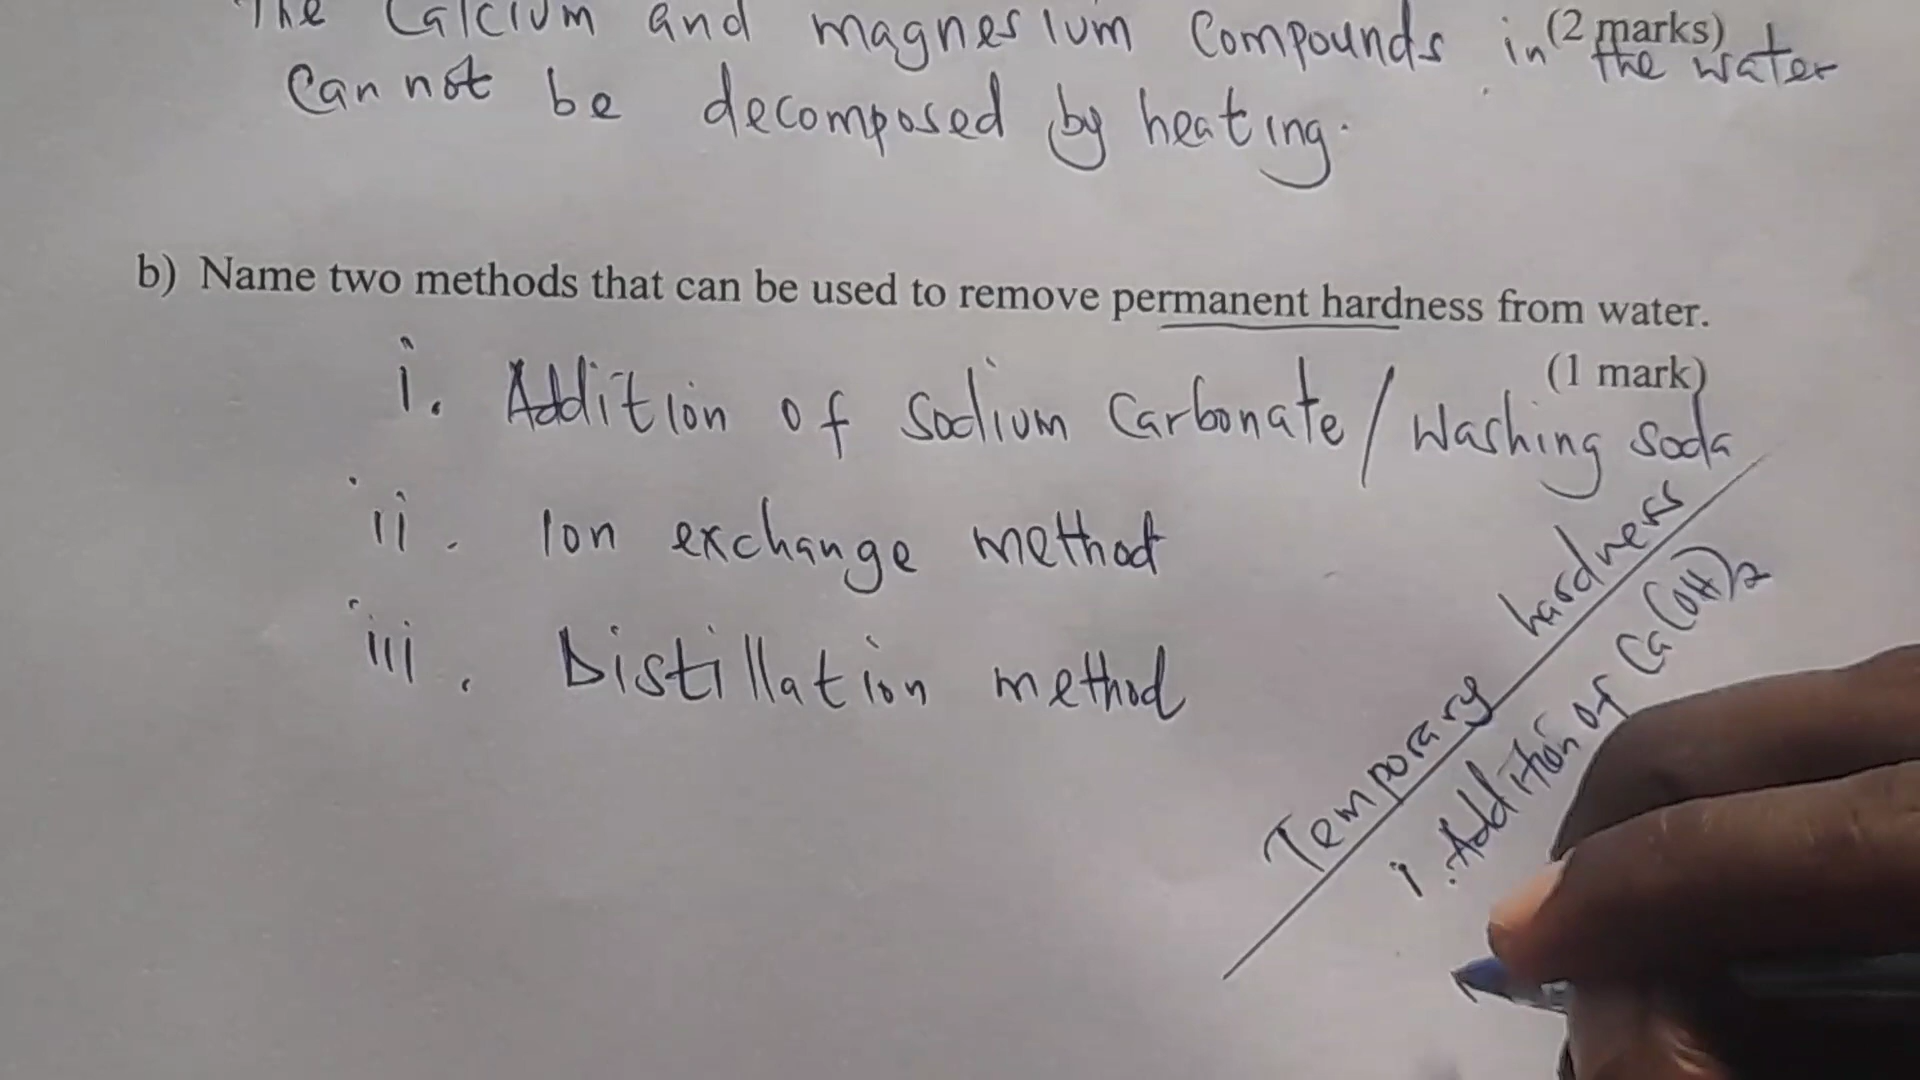 The Calcium and magnesium Compounds in the water
(2 marks)
Can not be decomposed by heating.
b) Name two methods that can be used to remove permanent hardness from water.
(1 mark)
i. Addition of Sodium Carbonate / Washing soda
ii. Ion exchange method
iii. Distillation method
Temporary hardness
i. Addition of Ca(OH)2